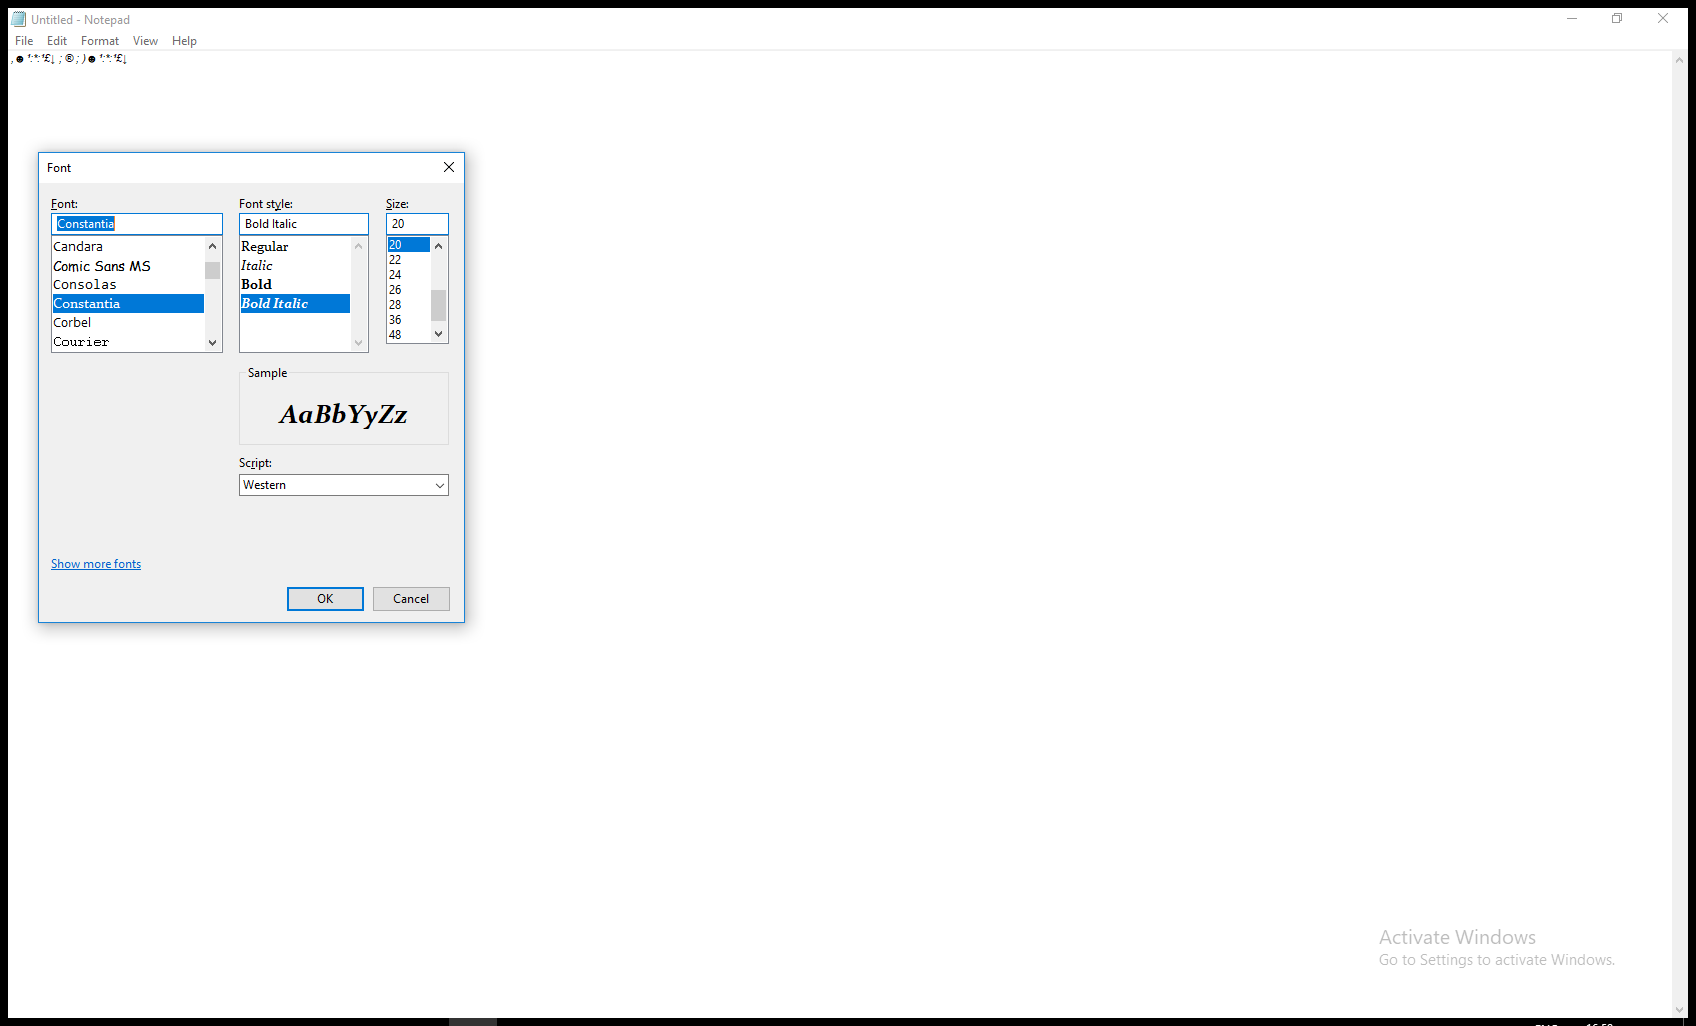 Untitled - Notepad
File Edit Format View Help
Font
Font: Font style: Size:
Constantia Bold Italic 20
Candara
Comic Sans MS
Consolas
Constantia
Corbel
Courier
Regular
Italic
Bold
Bold Italic
20
22
24
26
28
36
48
Sample
AaBbYyZz
Script:
Western
Show more fonts
OK Cancel
Activate Windows
Go to Settings to activate Windows.